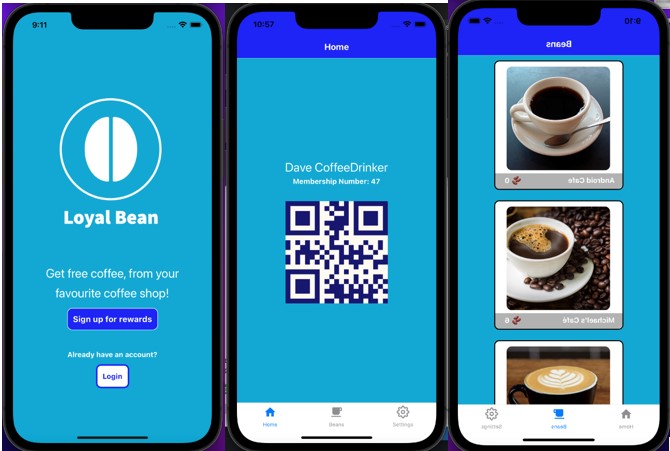 9:11
Loyal Bean
Get free coffee, from your
favourite coffee shop!
Sign up for rewards
Already have an account?
Login
10:57
Home
Dave CoffeeDrinker
Membership Number: 47
Home
Beans
Settings
9:10
Beans
Android Cafe
0
Michael's Café
6
Home
Beans
Settings